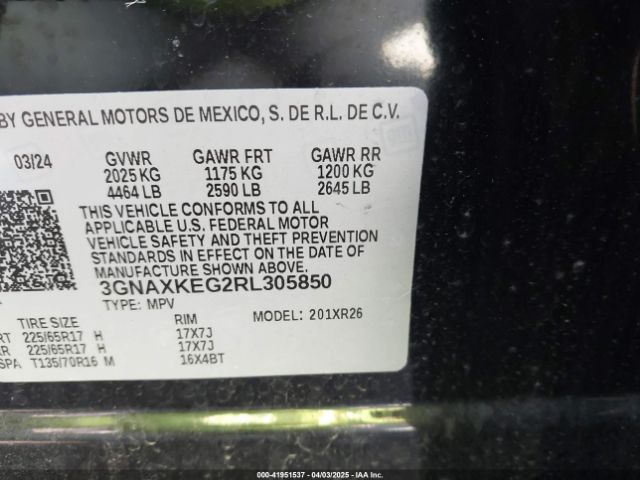 BY GENERAL MOTORS DE MEXICO, S. DE R.L. DE C.V.
03/24 GVWR GAWR FRT GAWR RR
2025 KG 1175 KG 1200 KG
4464 LB 2590 LB 2645 LB
THIS VEHICLE CONFORMS TO ALL
APPLICABLE U.S. FEDERAL MOTOR
VEHICLE SAFETY AND THEFT PREVENTION
STANDARDS IN EFFECT ON THE DATE OF
MANUFACTURE SHOWN ABOVE.
3GNAXKEG2RL305850
TYPE: MPV MODEL: 201XR26
TIRE SIZE RIM
RT 225/65R17 H 17X7J
RR 225/65R17 H 17X7J
SPA T135/70R16 M 16X4BT
000-41951537 04/03/2025 IAA Inc.